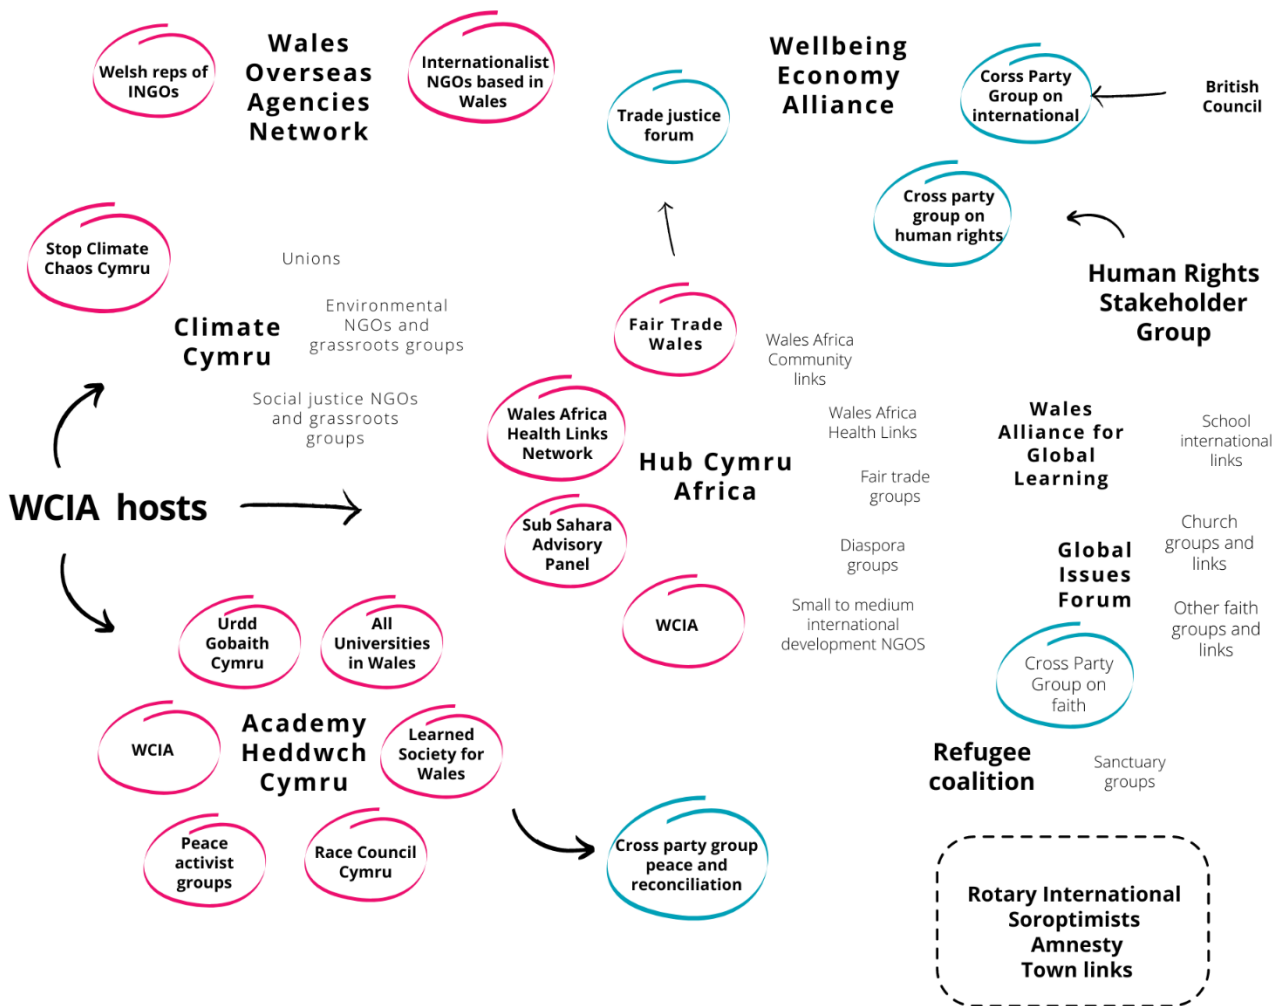 Welsh reps of
INGOs
Wales
Overseas
Agencies
Network
Internationalist
NGOs based in
Wales
Trade justice
forum
Wellbeing
Economy
Alliance
Corss Party
Group on
international
British
Council
Cross party
group on
human rights
Human Rights
Stakeholder
Group
Stop Climate
Chaos Cymru
Unions
Environmental
NGOs and
grassroots groups
Climate
Cymru
Social justice NGOs
and grassroots
groups
Fair Trade
Wales
Wales Africa
Community
links
Wales Africa
Health Links
Network
Wales Africa
Health Links
Hub Cymru
Africa
Fair trade
groups
Sub Sahara
Advisory
Panel
Diaspora
groups
WCIA
Small to medium
international
development NGOS
Wales
Alliance for
Global
Learning
School
international
links
Global
Issues
Forum
Church
groups and
links
Other faith
groups and
links
Cross Party
Group on
faith
Refugee
coalition
Sanctuary
groups
WCIA hosts
Urdd
Gobaith
Cymru
All
Universities
in Wales
WCIA
Academy
Heddwch
Cymru
Learned
Society for
Wales
Peace
activist
groups
Race Council
Cymru
Cross party group
peace and
reconciliation
Rotary International
Soroptimists
Amnesty
Town links